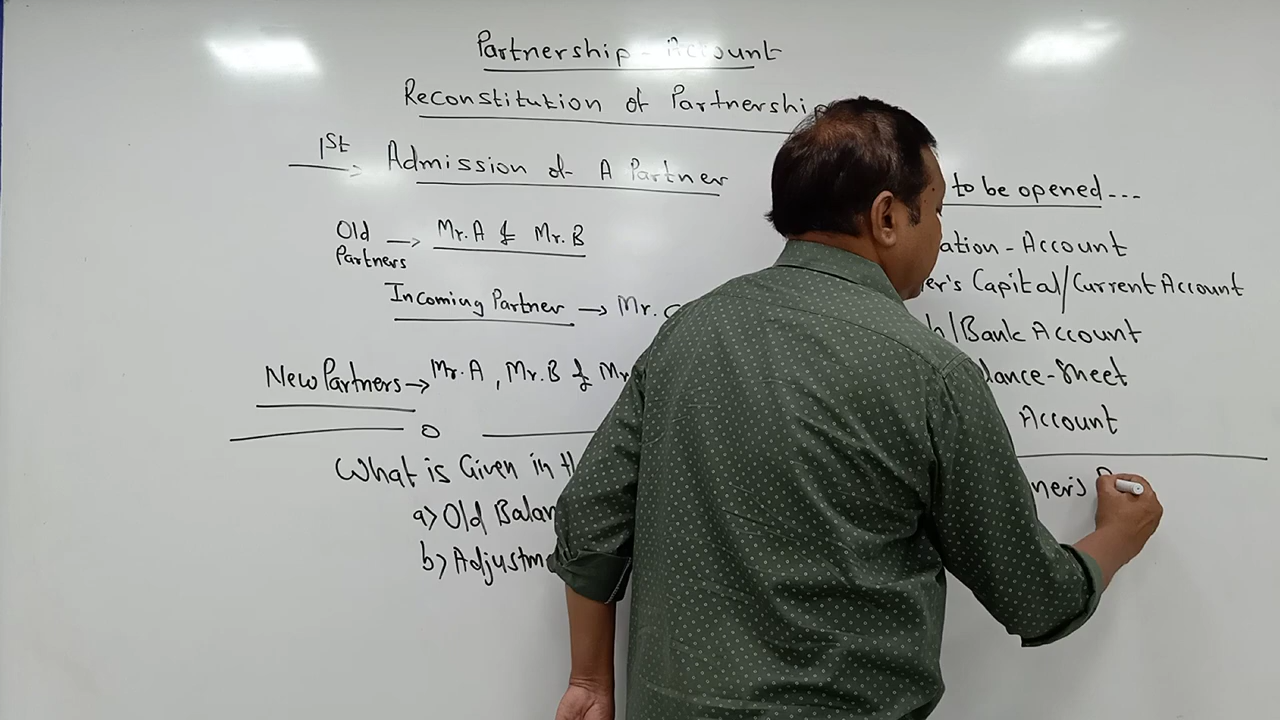 Partnership - Account
Reconstitution of Partnership
1st Admission of A Partner
Old Partners → Mr. A & Mr. B
Incoming Partner → Mr. C
New Partners → Mr. A, Mr. B & Mr
What is Given in th
a) Old Balan
b) Adjustm
to be opened ---
ation - Account
er's Capital/Current Account
h/Bank Account
lance-Sheet
Account
ner's